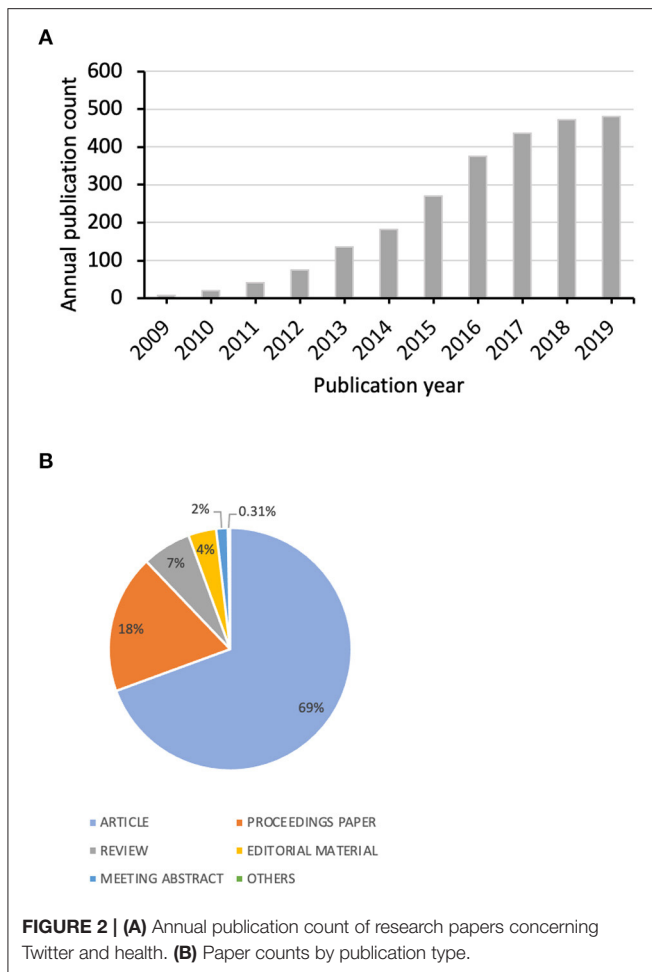 A
Annual publication count
600
500
400
300
200
100
0
2009
2010
2011
2012
2013
2014
2015
2016
2017
2018
2019
Publication year
B
2%
0.31%
4%
7%
18%
69%
ARTICLE
PROCEEDINGS PAPER
REVIEW
EDITORIAL MATERIAL
MEETING ABSTRACT
OTHERS
FIGURE 2 | (A) Annual publication count of research papers concerning
Twitter and health. (B) Paper counts by publication type.